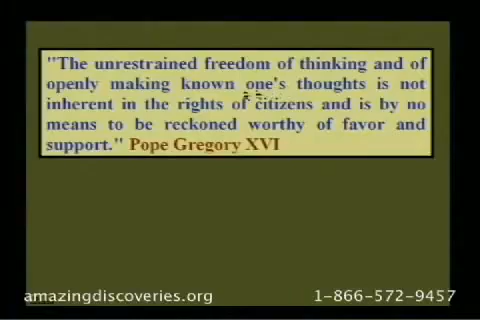 "The unrestrained freedom of thinking and of
openly making known one's thoughts is not
inherent in the rights of citizens and is by no
means to be reckoned worthy of favor and
support." Pope Gregory XVI
amazingdiscoveries.org
1-866-572-9457